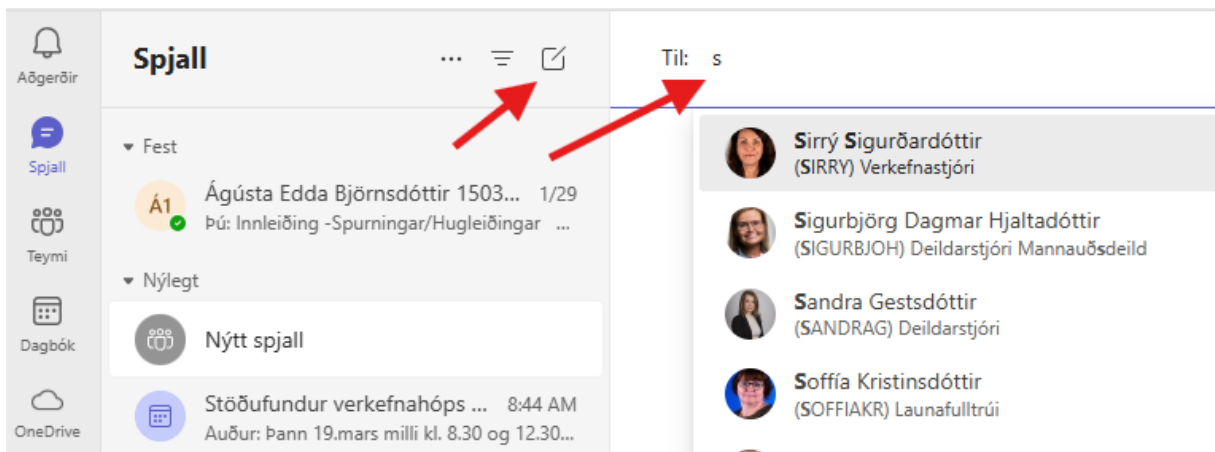 Aðgerðir
Spjall
Teymi
Dagbók
OneDrive
Spjall
Fest
Á1
Ágústa Edda Björnsdóttir 1503... 1/29
Þú: Innleiðing -Spurningar/Hugleiðingar ...
Nýlegt
Nýtt spjall
Stöðufundur verkefnahóps ... 8:44 AM
Auður: Þann 19.mars milli kl. 8.30 og 12.30...
Til: s
Sirrý Sigurðardóttir
(SIRRY) Verkefnastjóri
Sigurbjörg Dagmar Hjaltadóttir
(SIGURBJOH) Deildarstjóri Mannauðsdeild
Sandra Gestsdóttir
(SANDRAG) Deildarstjóri
Soffía Kristinsdóttir
(SOFFIAKR) Launafulltrúi